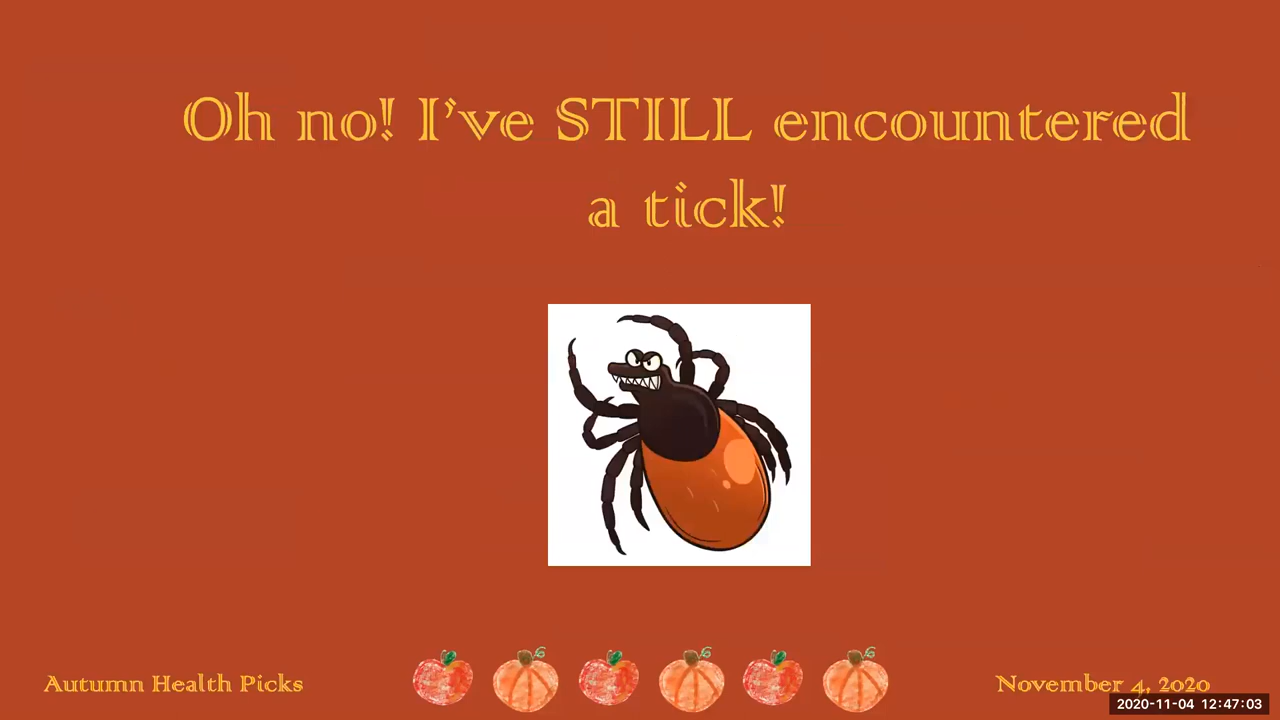 Oh no! I've STILL encountered
a tick!
Autumn Health Picks
November 4, 2020
2020-11-04 12:47:03